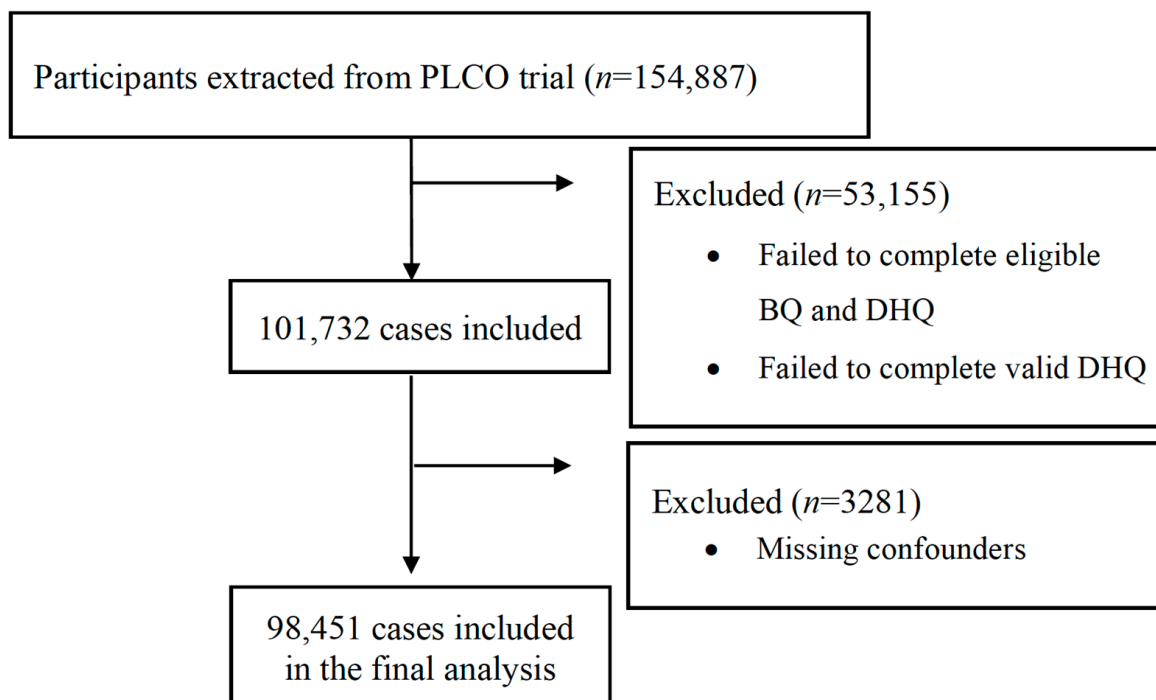 Participants extracted from PLCO trial (n=154,887)
Excluded (n=53,155)
• Failed to complete eligible
BQ and DHQ
• Failed to complete valid DHQ
101,732 cases included
Excluded (n=3281)
• Missing confounders
98,451 cases included
in the final analysis